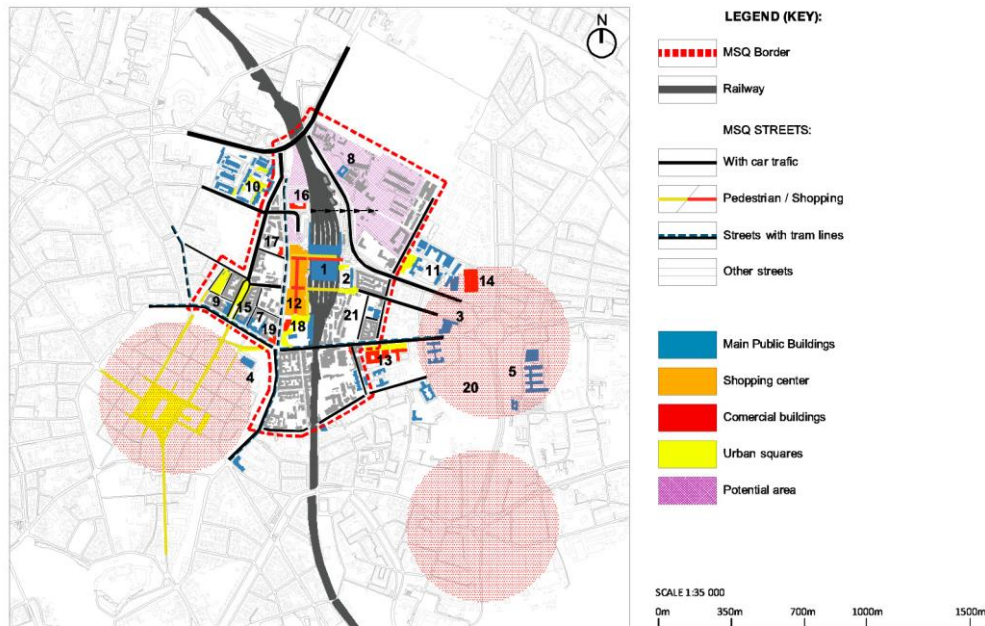 N
LEGEND (KEY):
MSQ Border
Railway
MSQ STREETS:
With car trafic
Pedestrian / Shopping
Streets with tram lines
Other streets
Main Public Buildings
Shopping center
Comercial buildings
Urban squares
Potential area
SCALE 1:35 000
0m 350m 700m 1000m 1500m
8
10
16
17
1
2
11
14
12
9
15
7
19
18
21
3
13
4
20
5